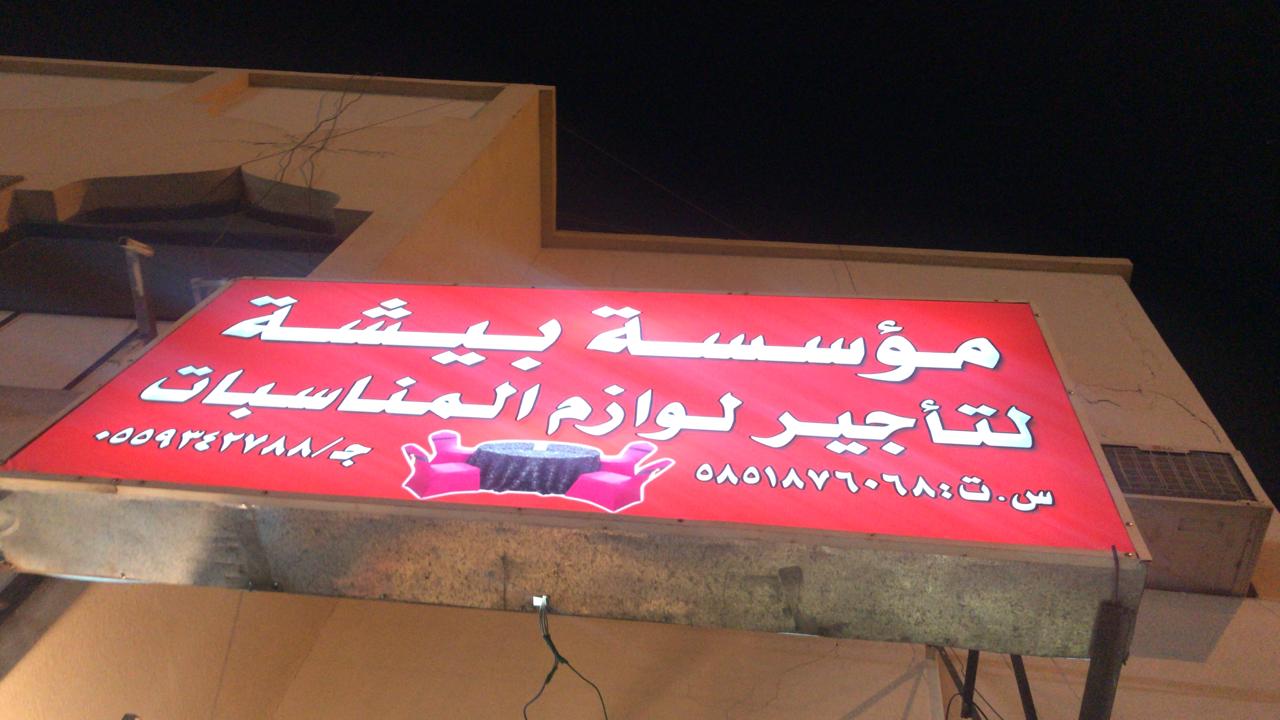 مؤسسة بيشة
لتأجير لوازم المناسبات
س.ت: ٥٨٥١٨٧٦٠٦٨
ج/ ٠٥٥٩٣٤٢٧٨٨